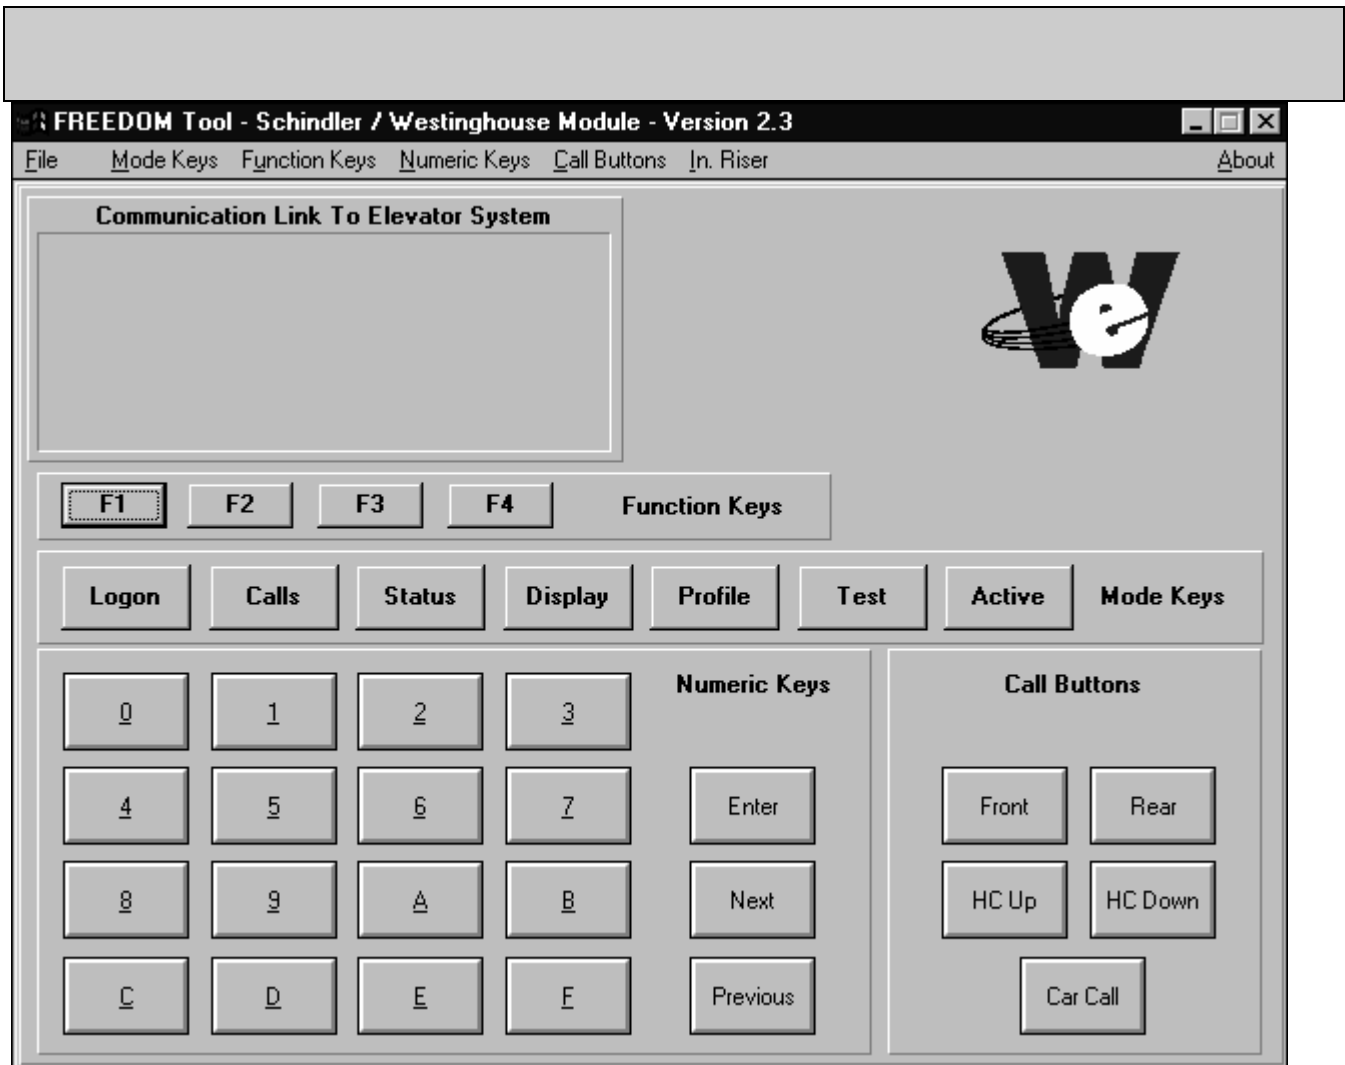 FREEDOM Tool - Schindler / Westinghouse Module - Version 2.3
File Mode Keys Function Keys Numeric Keys Call Buttons In. Riser About
Communication Link To Elevator System
We
F1 F2 F3 F4 Function Keys
Logon Calls Status Display Profile Test Active Mode Keys
Numeric Keys Call Buttons
0 1 2 3
4 5 6 7 Enter Front Rear
8 9 A B Next HC Up HC Down
C D E F Previous Car Call